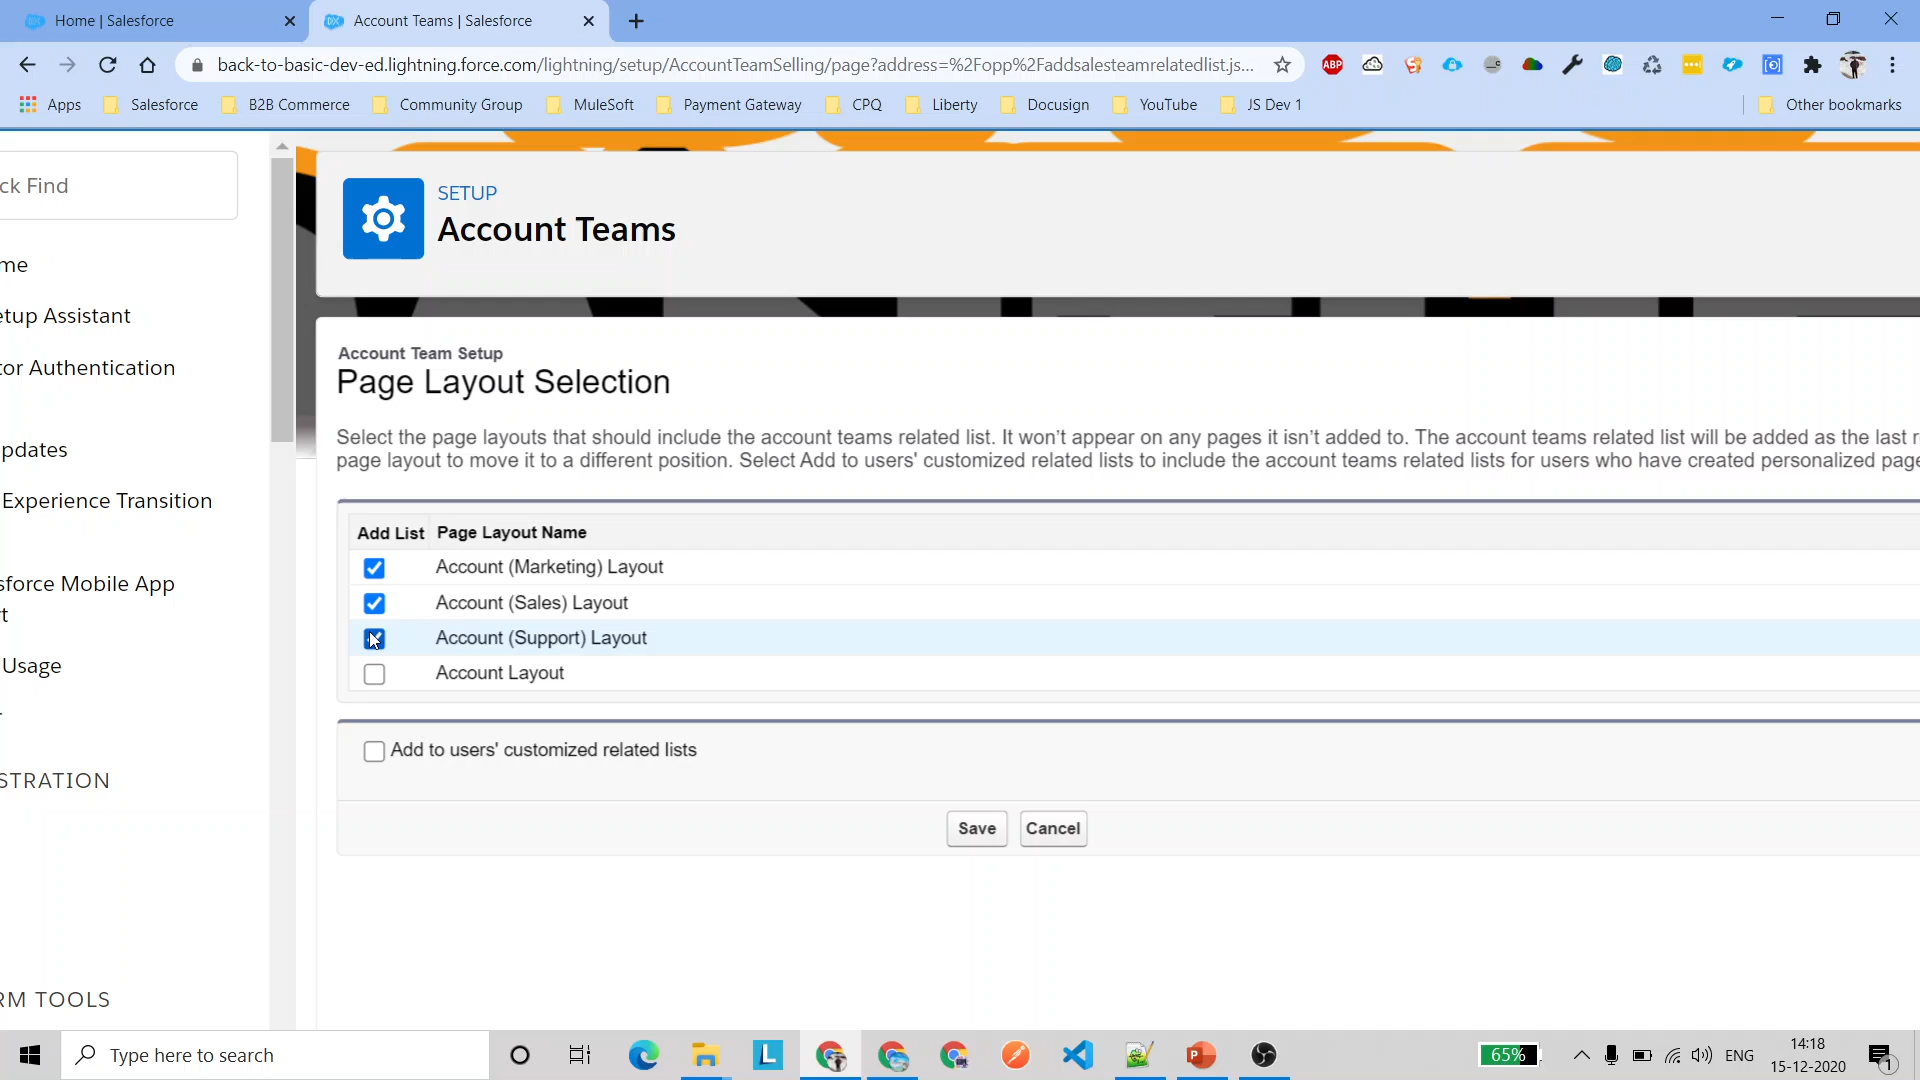 Home | Salesforce
Account Teams | Salesforce
back-to-basic-dev-ed.lightning.force.com/lightning/setup/AccountTeamSelling/page?address=%2Fopp%2Faddsalesteamrelatedlist.js...
ABP
Apps
Salesforce
B2B Commerce
Community Group
MuleSoft
Payment Gateway
CPQ
Liberty
Docusign
YouTube
JS Dev 1
Other bookmarks
ck Find
me
etup Assistant
tor Authentication
pdates
Experience Transition
sforce Mobile App
t
Usage
STRATION
RM TOOLS
SETUP
Account Teams
Account Team Setup
Page Layout Selection
Select the page layouts that should include the account teams related list. It won't appear on any pages it isn't added to. The account teams related list will be added as the last r
page layout to move it to a different position. Select Add to users' customized related lists to include the account teams related lists for users who have created personalized page
Add List Page Layout Name
Account (Marketing) Layout
Account (Sales) Layout
Account (Support) Layout
Account Layout
Add to users' customized related lists
Save Cancel
Type here to search
L
65%
ENG
14:18
15-12-2020
1